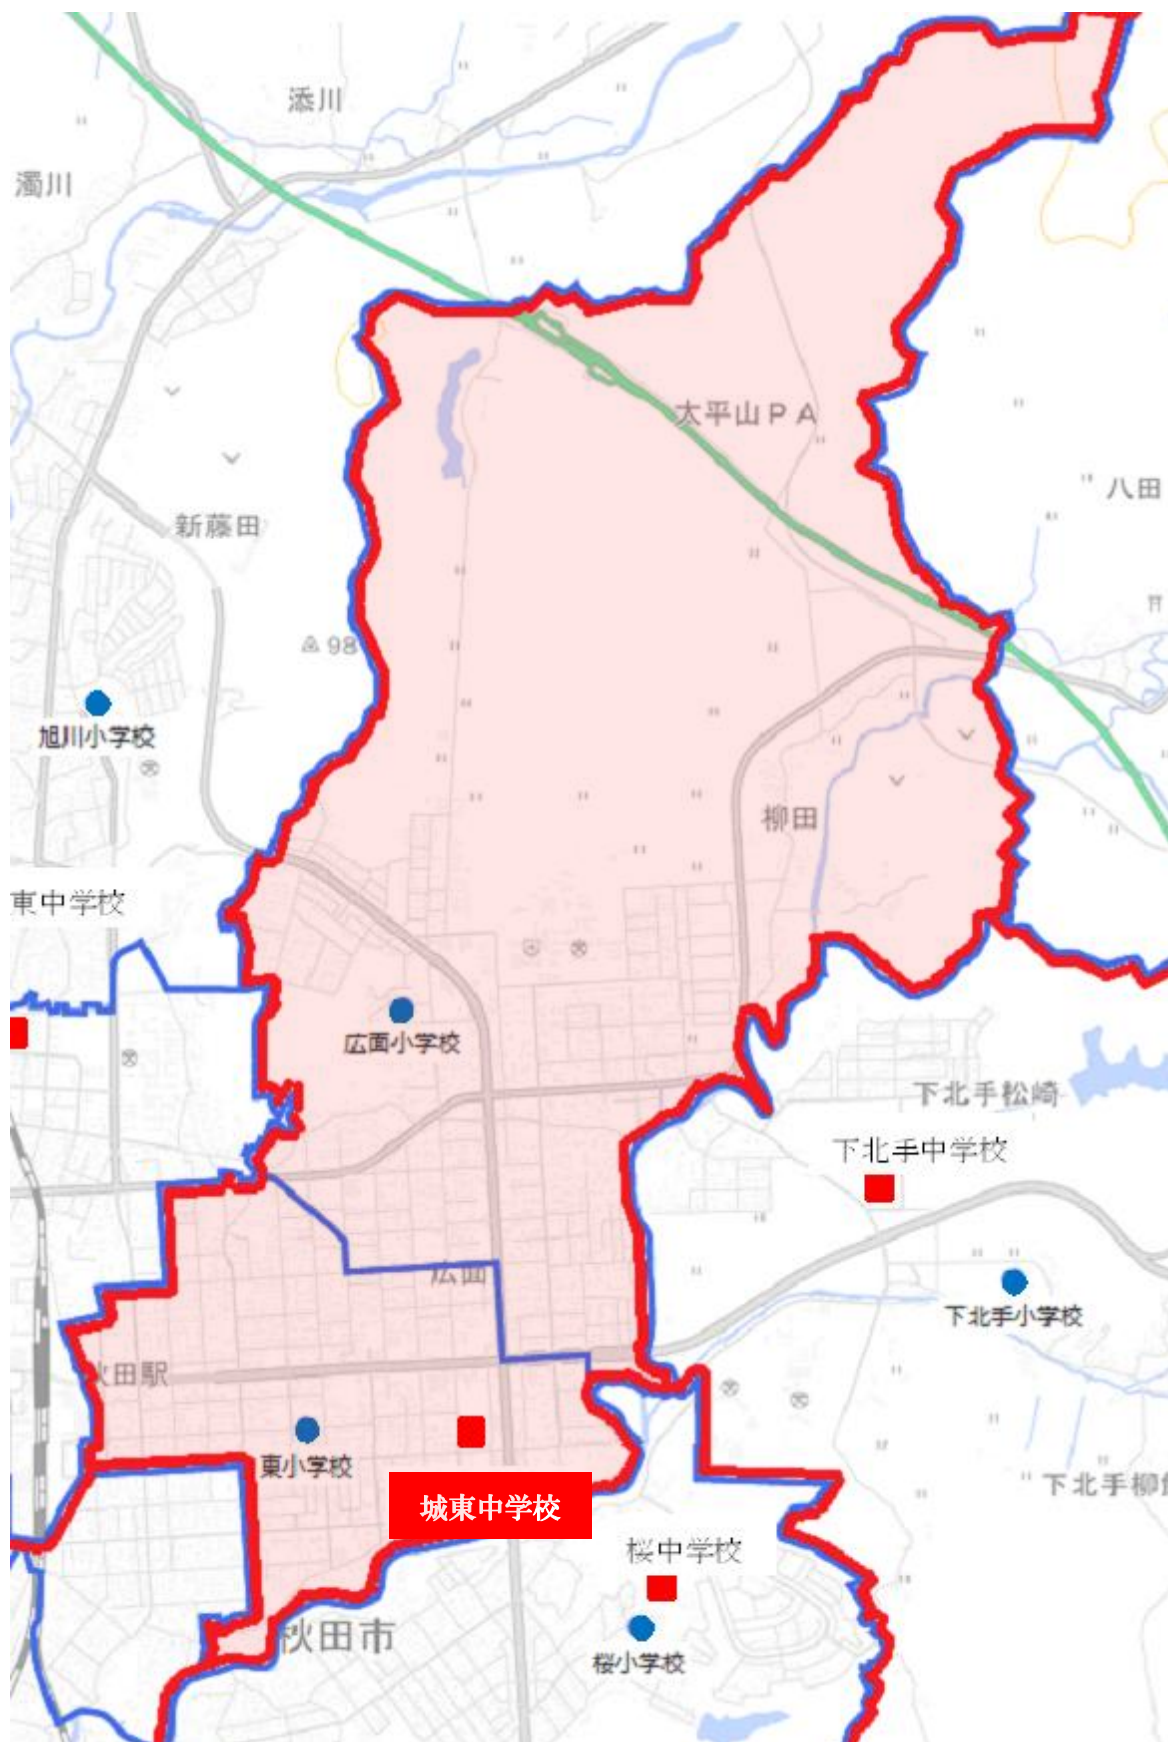 添川
濁川
太平山ＰＡ
八田
新藤田
98
旭川小学校
柳田
東中学校
広面小学校
下北手松崎
下北手中学校
広面
下北手小学校
秋田駅
東小学校
下北手柳館
城東中学校
桜中学校
秋田市
桜小学校